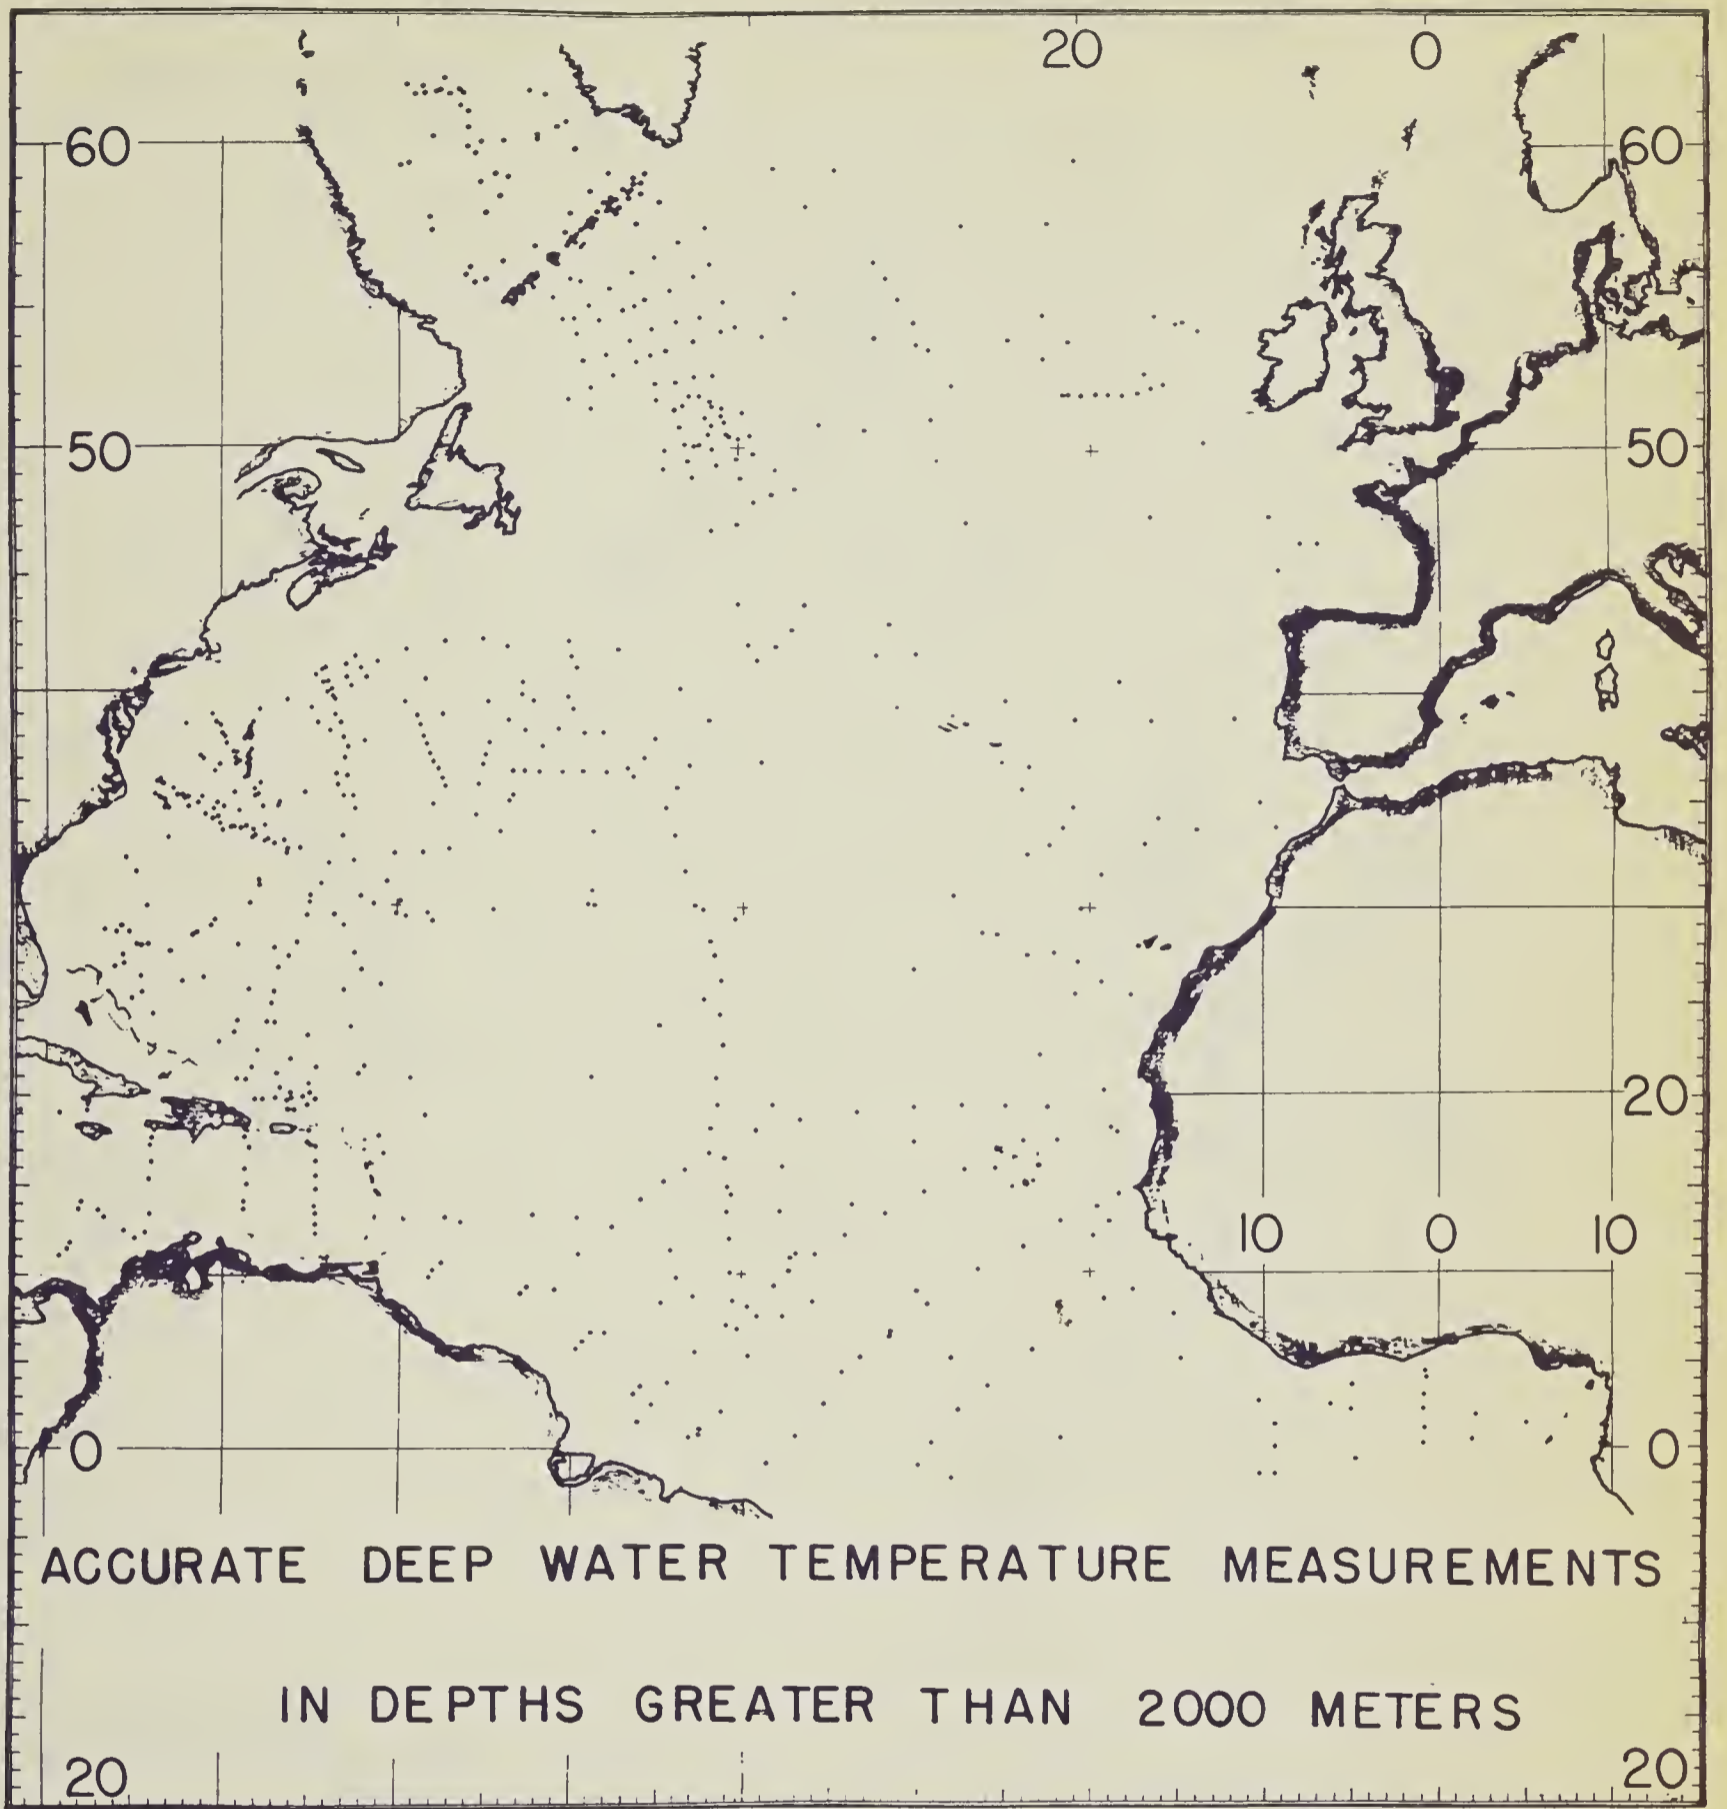 20 0
60 60
50 50
20
10 0 10
0 0
ACCURATE DEEP WATER TEMPERATURE MEASUREMENTS
IN DEPTHS GREATER THAN 2000 METERS
20 20